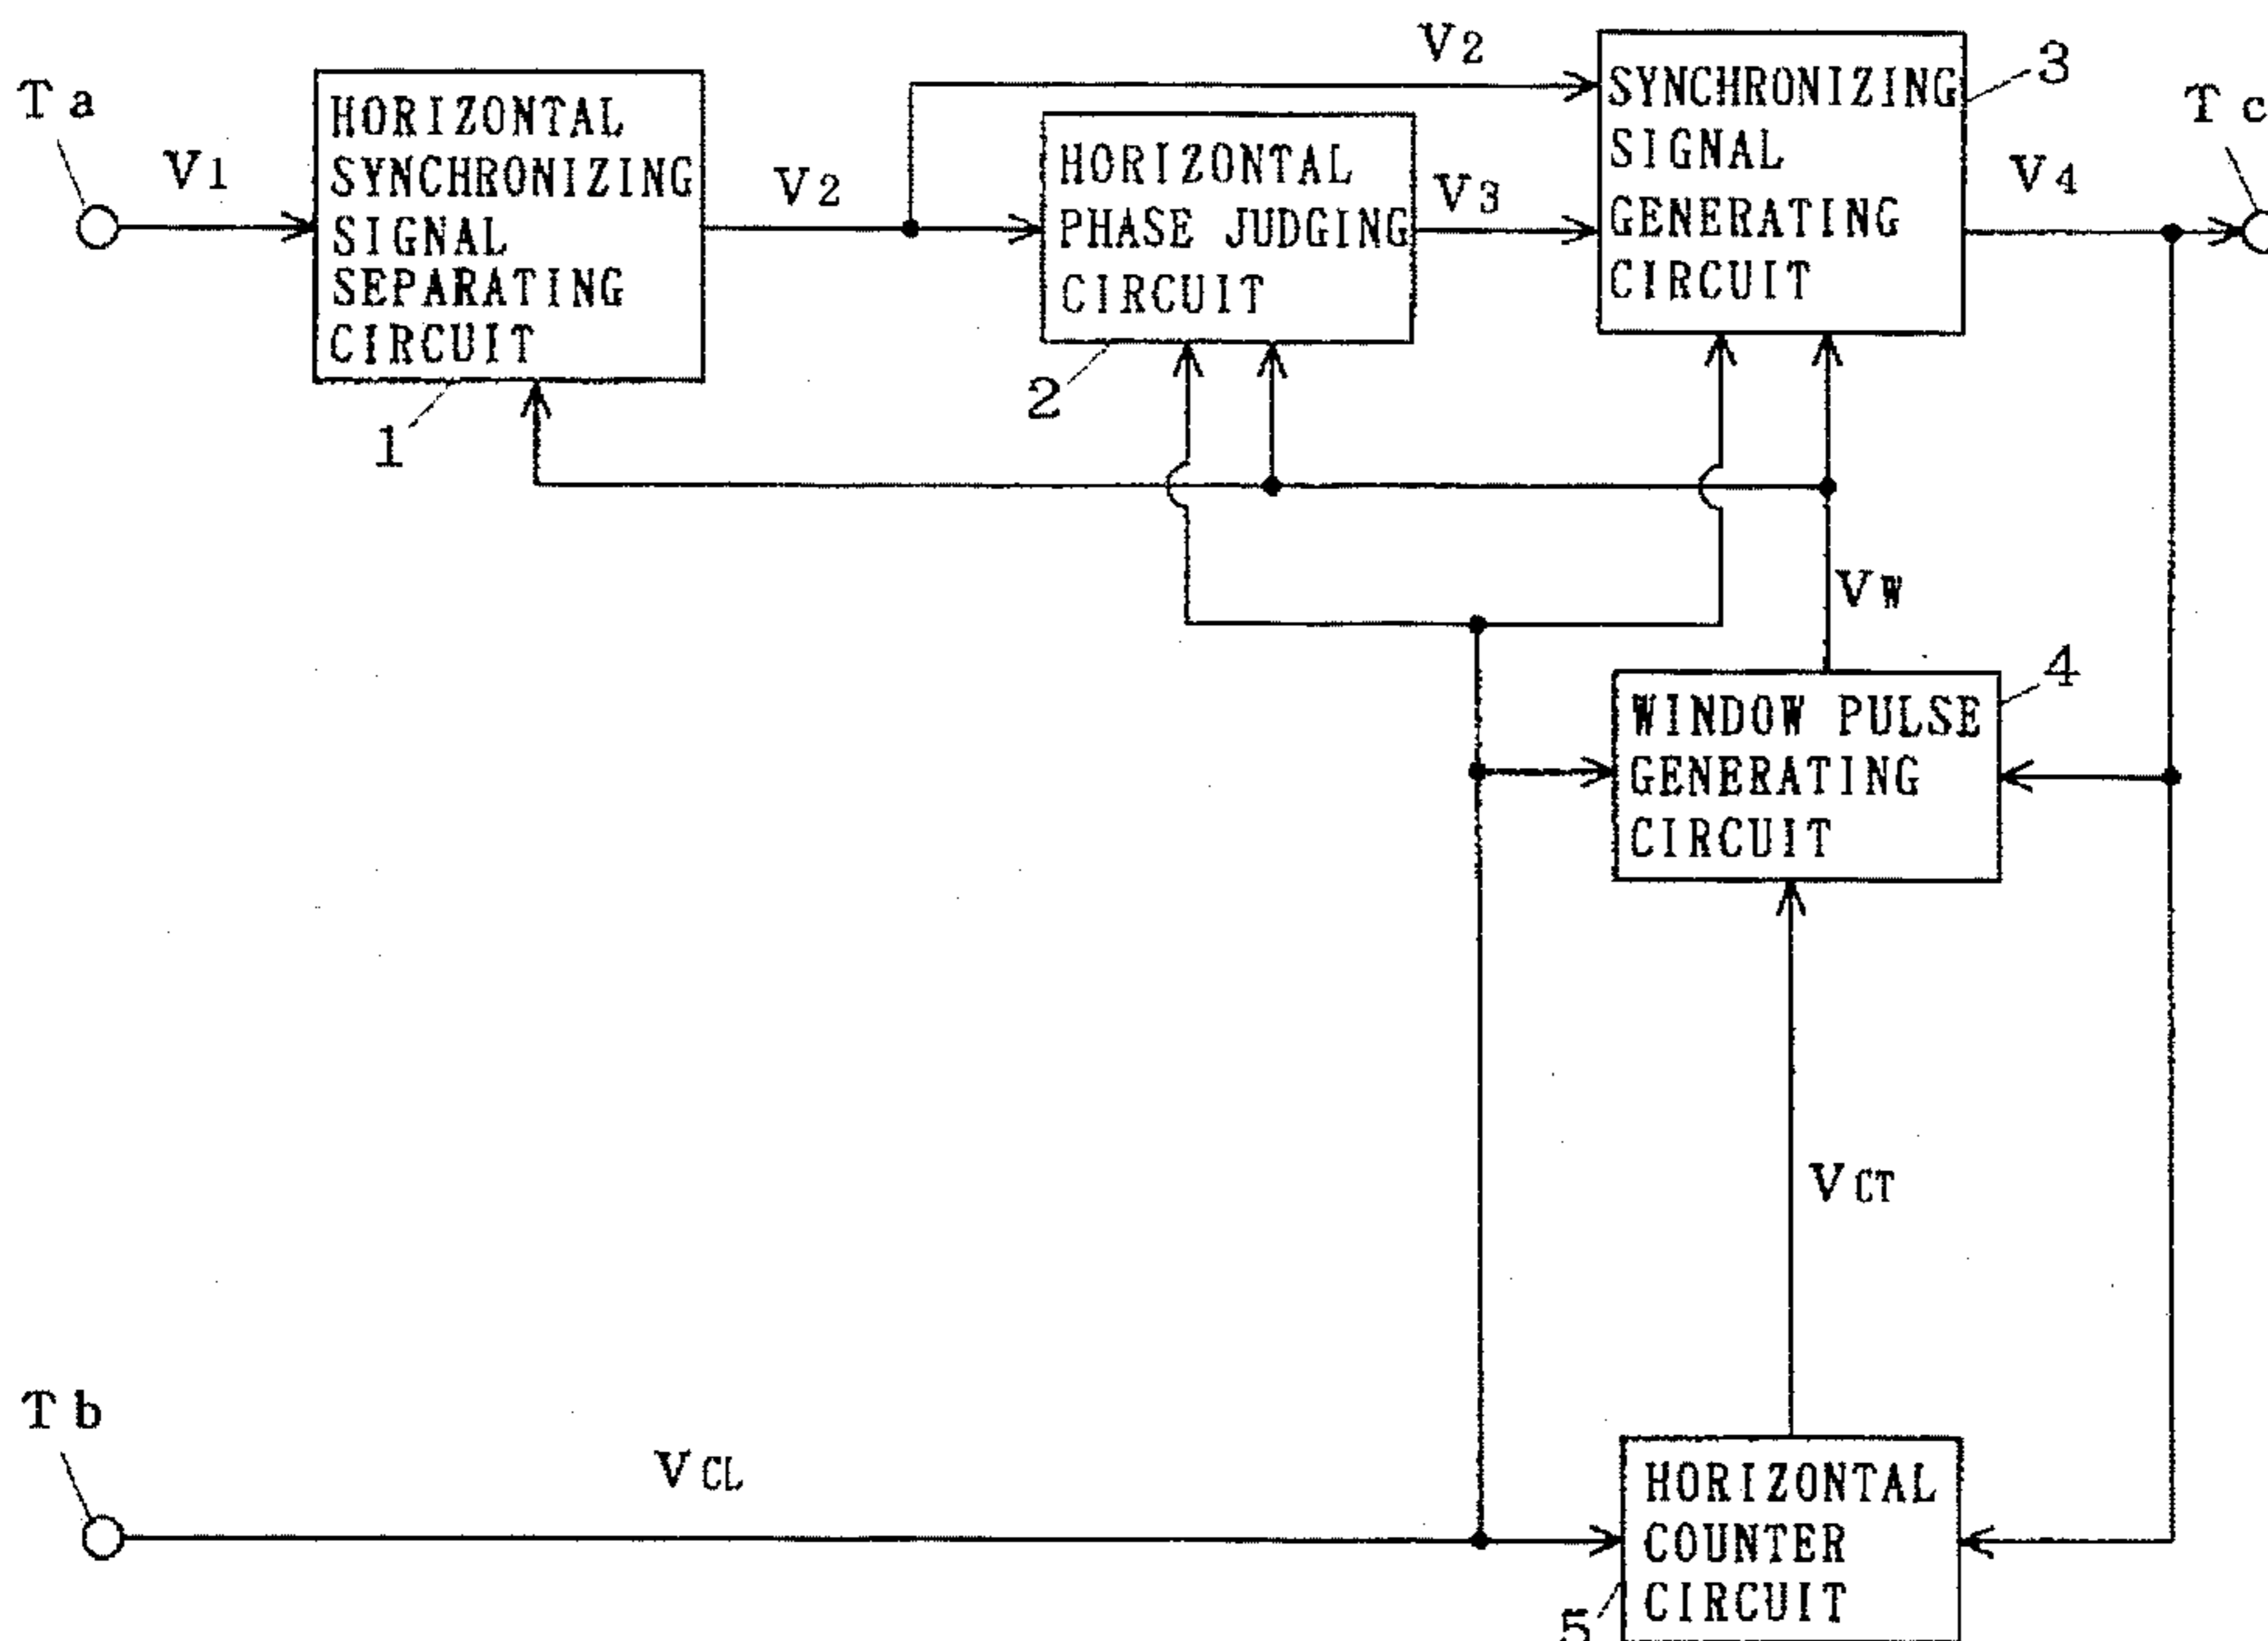 Ta
V1
HORIZONTAL
SYNCHRONIZING
SIGNAL
SEPARATING
CIRCUIT
1
V2
V2
HORIZONTAL
PHASE JUDGING
CIRCUIT
2
V3
SYNCHRONIZING
SIGNAL
GENERATING
CIRCUIT
3
V4
Tc
VW
WINDOW PULSE
GENERATING
CIRCUIT
4
VCT
Tb
VCL
HORIZONTAL
COUNTER
CIRCUIT
5